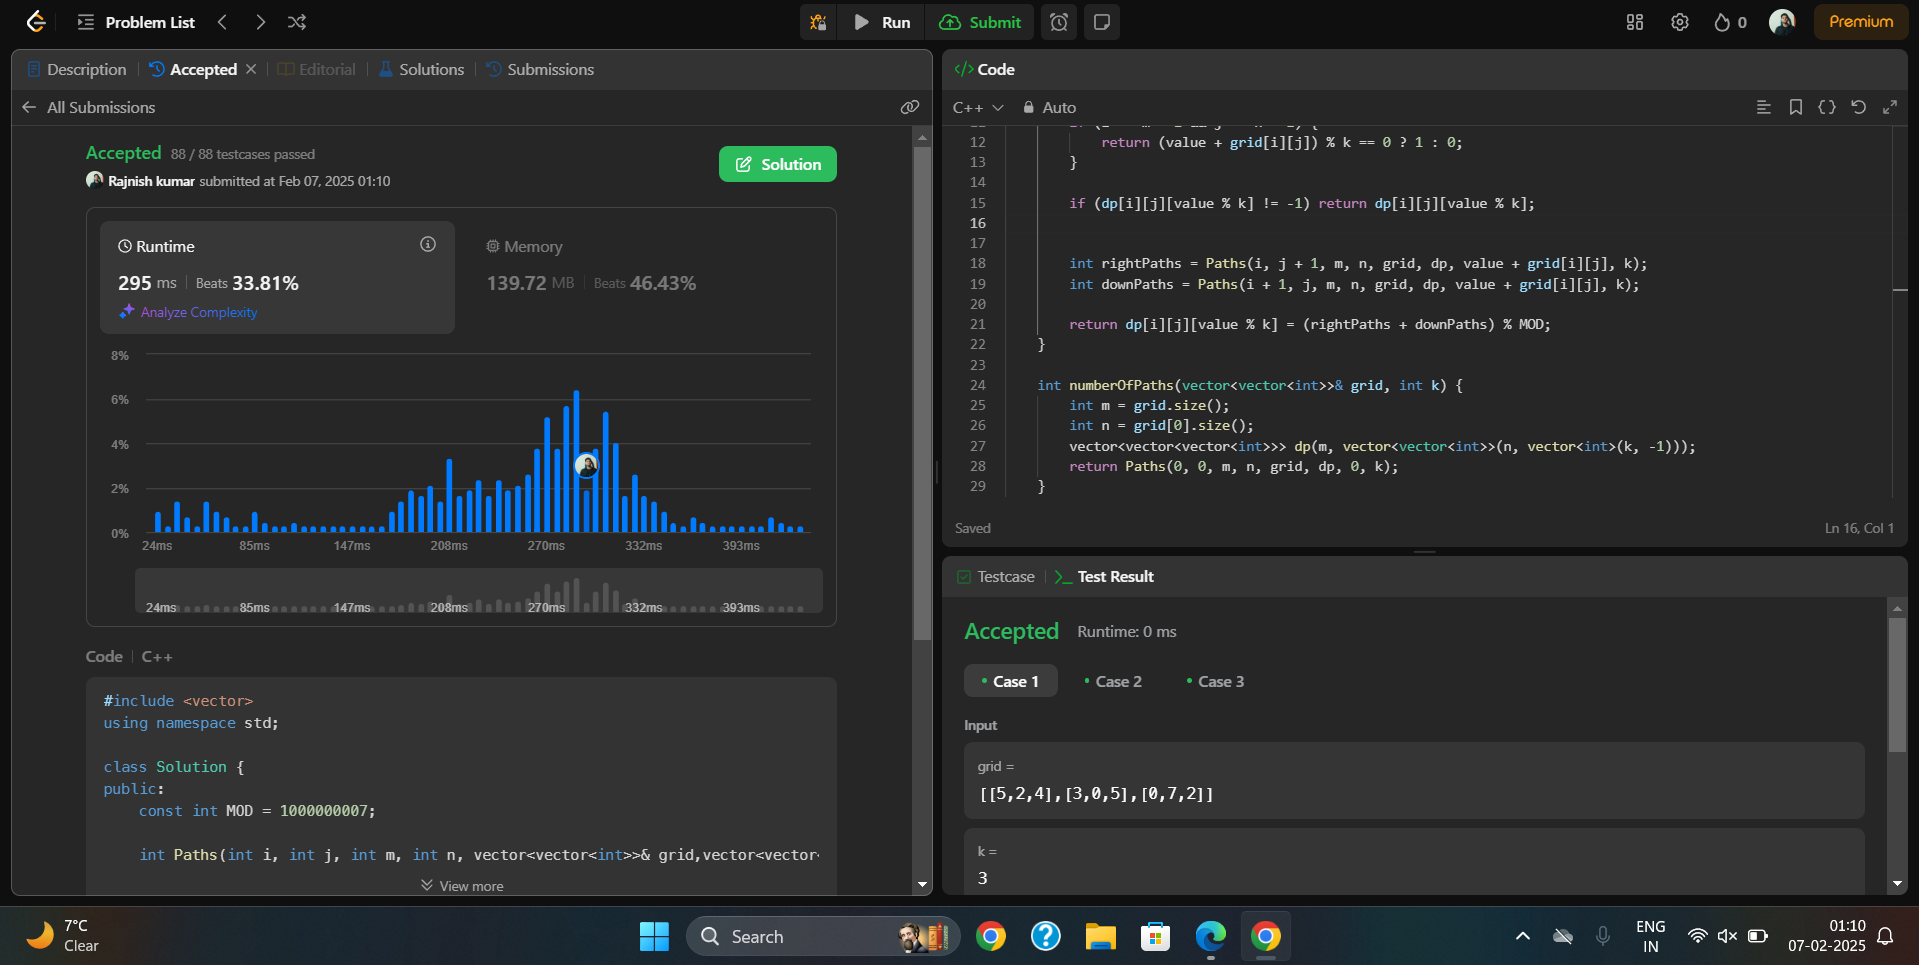 Problem List
Run
Submit
0
Premium
Description
Accepted
Editorial
Solutions
Submissions
All Submissions
Accepted 88 / 88 testcases passed
Rajnish kumar submitted at Feb 07, 2025 01:10
Solution
Runtime
295 ms Beats 33.81%
Analyze Complexity
Memory
139.72 MB Beats 46.43%
8%
6%
4%
2%
0%
24ms 85ms 147ms 208ms 270ms 332ms 393ms
24ms 85ms 147ms 208ms 270ms 332ms 393ms
Code C++
#include <vector>
using namespace std;
class Solution {
public:
const int MOD = 1000000007;
int Paths(int i, int j, int m, int n, vector<vector<int>>& grid,vector<vector<
View more
Code
C++ Auto
12 return (value + grid[i][j]) % k == 0 ? 1 : 0;
13 }
14
15 if (dp[i][j][value % k] != -1) return dp[i][j][value % k];
16
17
18 int rightPaths = Paths(i, j + 1, m, n, grid, dp, value + grid[i][j], k);
19 int downPaths = Paths(i + 1, j, m, n, grid, dp, value + grid[i][j], k);
20
21 return dp[i][j][value % k] = (rightPaths + downPaths) % MOD;
22 }
23
24 int numberOfPaths(vector<vector<int>>& grid, int k) {
25 int m = grid.size();
26 int n = grid[0].size();
27 vector<vector<vector<int>>> dp(m, vector<vector<int>>(n, vector<int>(k, -1)));
28 return Paths(0, 0, m, n, grid, dp, 0, k);
29 }
Saved
Ln 16, Col 1
Testcase
Test Result
Accepted Runtime: 0 ms
Case 1 Case 2 Case 3
Input
grid =
[[5,2,4],[3,0,5],[0,7,2]]
k =
3
7°C
Clear
Search
ENG
IN
01:10
07-02-2025